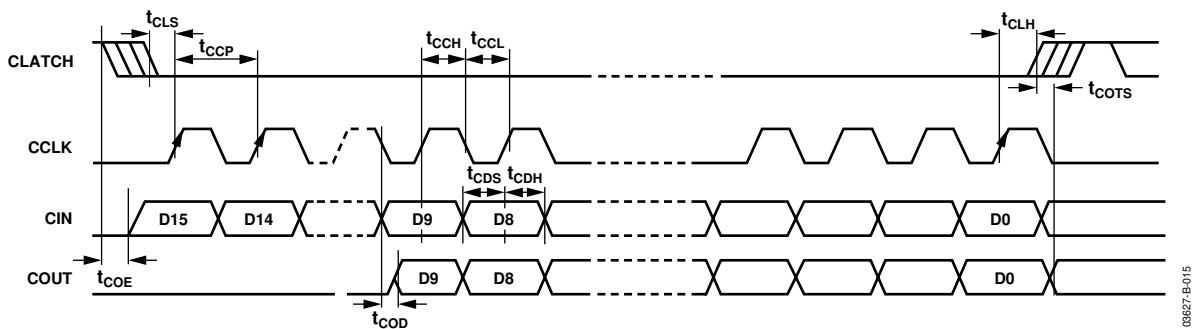 tCLS
tCCP
tCCH
tCCL
tCLH
CLATCH
tCOTS
CCLK
tCDS
tCDH
CIN
D15
D14
D9
D8
D0
tCOE
COUT
D9
D8
D0
tCOD
03627-B-015